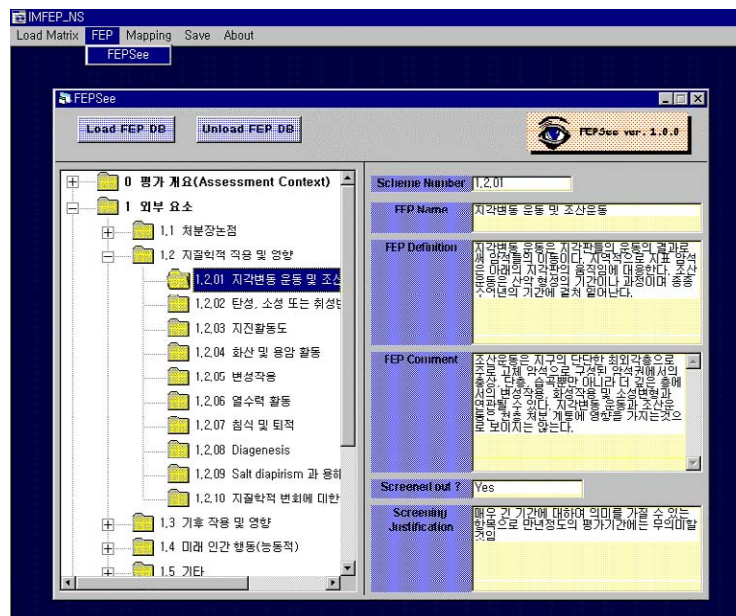 IMFEP_NS
Load Matrix FEP Mapping Save About
FEPSee
FEPSee
Load FEP DB Unload FEP DB
FEPSee ver. 1.0.0
0 평가 개요(Assessment Context)
1 외부 요소
1.1 처분장논점
1.2 지질학적 작용 및 영향
1,2,01 지각변동 운동 및 조산
1,2,02 탄성, 소성 또는 취성변
1,2,03 지진활동도
1,2,04 화산 및 용암 활동
1,2,05 변성작용
1,2,06 열수력 활동
1,2,07 침식 및 퇴적
1,2,08 Diagenesis
1,2,09 Salt diapirism 과 용해
1,2,10 지질학적 변회에 대한
1.3 기후 작용 및 영향
1.4 미래 인간 행동(능동적)
1.5 기타
Scheme Number 1,2,01
FEP Name 지각변동 운동 및 조산운동
FEP Definition 지각변동 운동은 지각판들의 운동의 결과로
써 암석들의 이동이다. 지역적으로 지표 암석
은 아래의 지각판의 움직임에 대응한다. 조산
운동은 산악 형성의 기간이나 과정이며 종종
수억년의 기간에 걸쳐 일어난다.
FEP Comment 조산운동은 지구의 단단한 최외각층으로
주로 고체 암석으로 구성된 암석권에서의
충상, 단층, 습곡뿐만 아니라 더 깊은 층에
서의 변성작용, 화성작용 및 소성변형과
연관될 수 있다. 지각변동 운동과 조산운
동은 천층 처분 계통에 영향을 가지는것으
로 보이지는 않는다.
Screened out ? Yes
Screening Justification 매우 긴 기간에 대하여 의미를 가질 수 있는
항목으로 만년정도의 평가기간에는 무의미할
것임